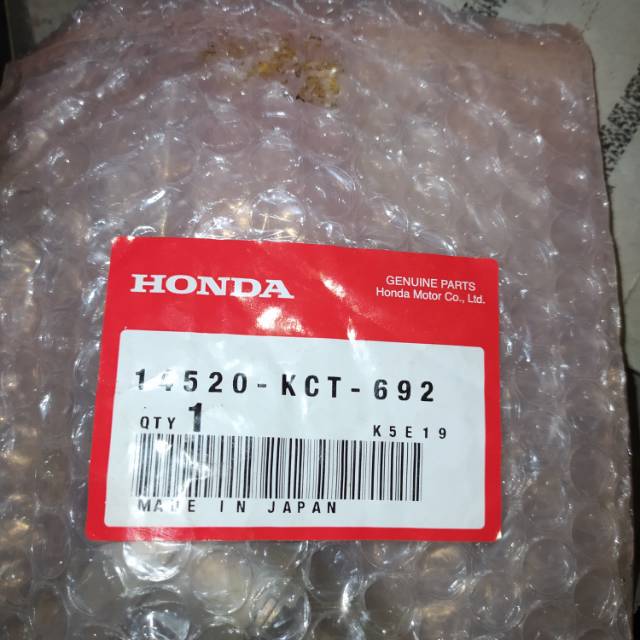 HONDA
GENUINE PARTS
Honda Motor Co., Ltd.
14520-KCT-692
QTY 1
K5E19
MADE IN JAPAN